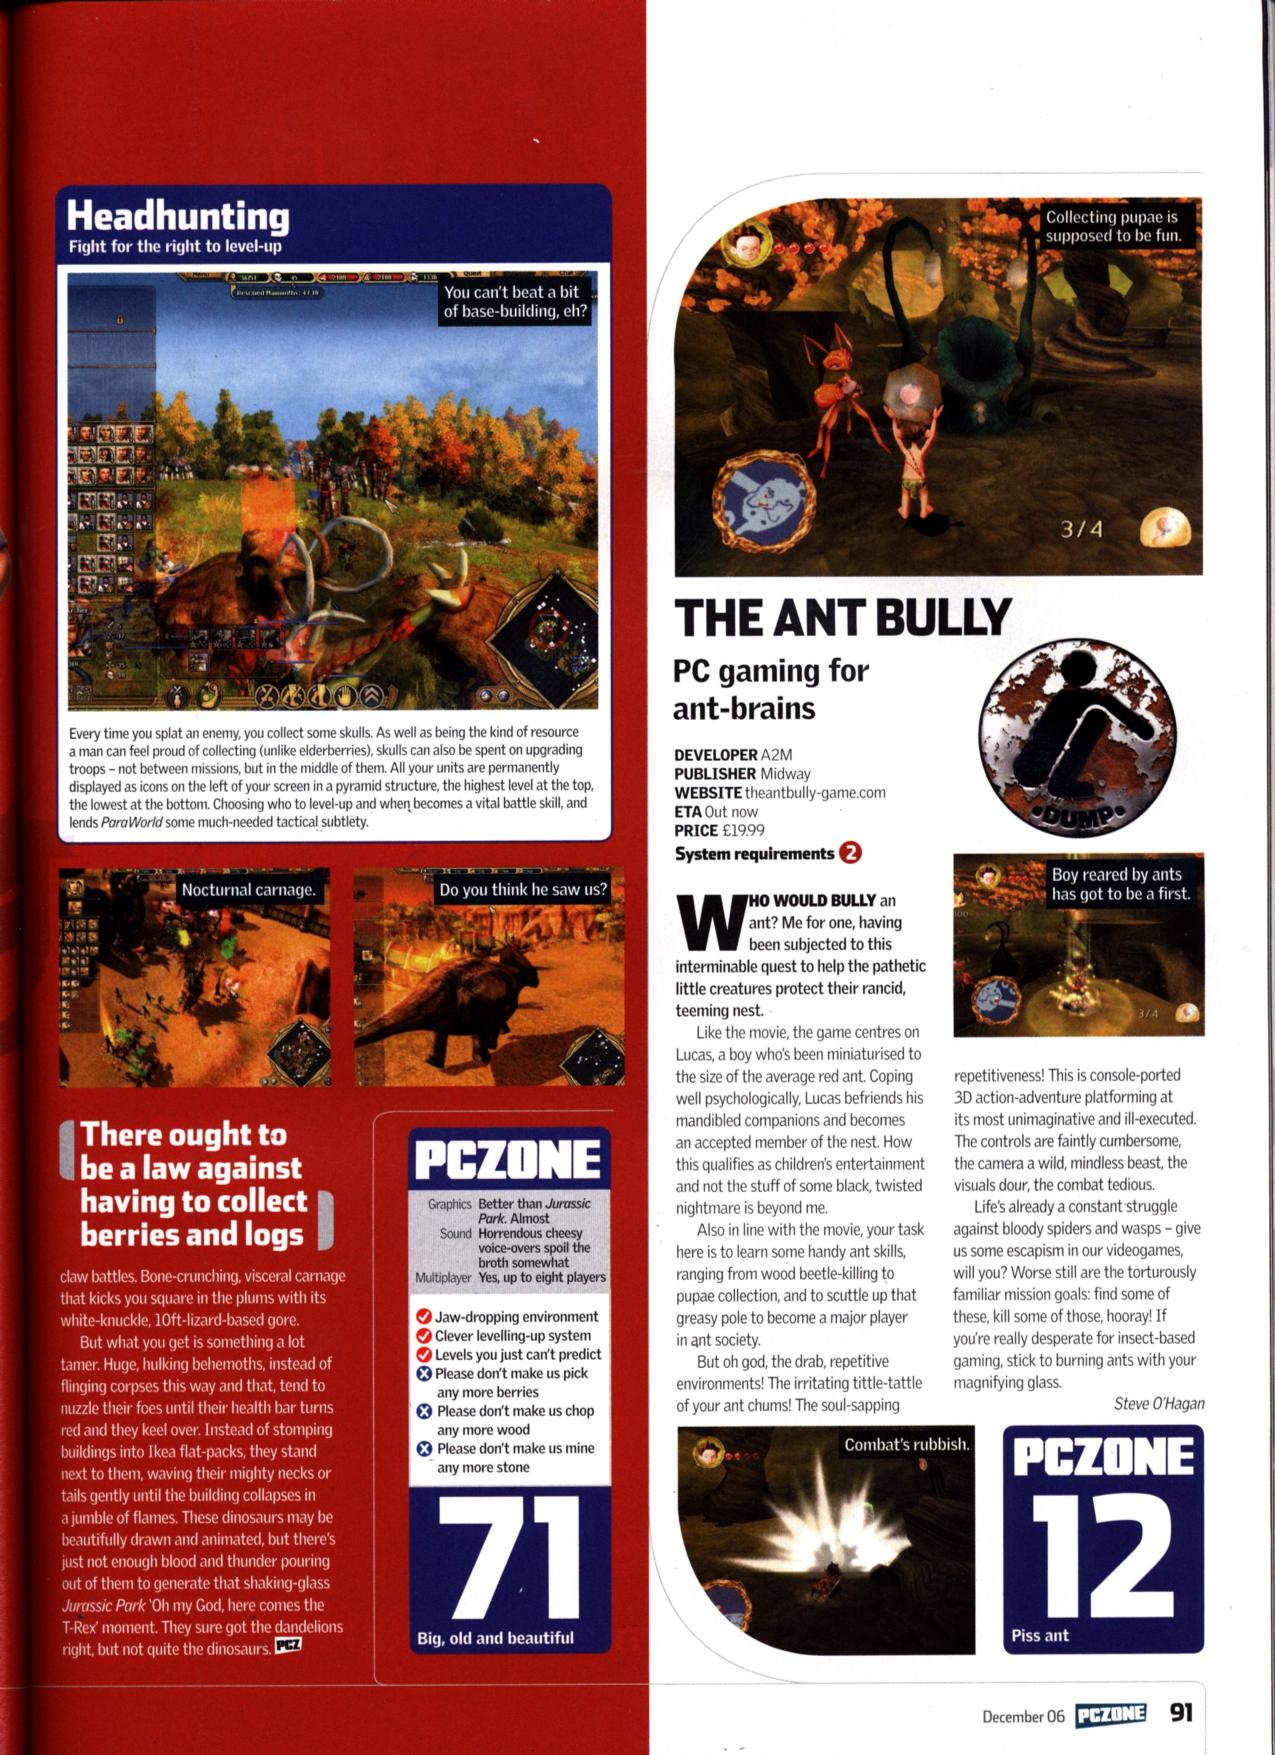 Headhunting
Fight for the right to level-up
You can't beat a bit
of base-building, eh?
Rescued Mammoths: 4 / 10
Every time you splat an enemy, you collect some skulls. As well as being the kind of resource
a man can feel proud of collecting (unlike elderberries), skulls can also be spent on upgrading
troops – not between missions, but in the middle of them. All your units are permanently
displayed as icons on the left of your screen in a pyramid structure, the highest level at the top,
the lowest at the bottom. Choosing who to level-up and when becomes a vital battle skill, and
lends ParaWorld some much-needed tactical subtlety.
Nocturnal carnage.
Do you think he saw us?
There ought to
be a law against
having to collect
berries and logs
claw battles. Bone-crunching, visceral carnage
that kicks you square in the plums with its
white-knuckle, 10ft-lizard-based gore.
But what you get is something a lot
tamer. Huge, hulking behemoths, instead of
flinging corpses this way and that, tend to
nuzzle their foes until their health bar turns
red and they keel over. Instead of stomping
buildings into Ikea flat-packs, they stand
next to them, waving their mighty necks or
tails gently until the building collapses in
a jumble of flames. These dinosaurs may be
beautifully drawn and animated, but there's
just not enough blood and thunder pouring
out of them to generate that shaking-glass
Jurassic Park 'Oh my God, here comes the
T-Rex' moment. They sure got the dandelions
right, but not quite the dinosaurs. PCZ
PCZONE
Graphics Better than Jurassic
Park. Almost
Sound Horrendous cheesy
voice-overs spoil the
broth somewhat
Multiplayer Yes, up to eight players
Jaw-dropping environment
Clever levelling-up system
Levels you just can't predict
Please don't make us pick
any more berries
Please don't make us chop
any more wood
Please don't make us mine
any more stone
71
Big, old and beautiful
Collecting pupae is
supposed to be fun.
3/4
THE ANT BULLY
PC gaming for
ant-brains
DEVELOPER A2M
PUBLISHER Midway
WEBSITE theantbully-game.com
ETA Out now
PRICE £19.99
System requirements 2
•DUMP•
WHO WOULD BULLY an
ant? Me for one, having
been subjected to this
interminable quest to help the pathetic
little creatures protect their rancid,
teeming nest.
Like the movie, the game centres on
Lucas, a boy who's been miniaturised to
the size of the average red ant. Coping
well psychologically, Lucas befriends his
mandibled companions and becomes
an accepted member of the nest. How
this qualifies as children's entertainment
and not the stuff of some black, twisted
nightmare is beyond me.
Also in line with the movie, your task
here is to learn some handy ant skills,
ranging from wood beetle-killing to
pupae collection, and to scuttle up that
greasy pole to become a major player
in ant society.
But oh god, the drab, repetitive
environments! The irritating tittle-tattle
of your ant chums! The soul-sapping
Boy reared by ants
has got to be a first.
3/4
repetitiveness! This is console-ported
3D action-adventure platforming at
its most unimaginative and ill-executed.
The controls are faintly cumbersome,
the camera a wild, mindless beast, the
visuals dour, the combat tedious.
Life's already a constant struggle
against bloody spiders and wasps – give
us some escapism in our videogames,
will you? Worse still are the torturously
familiar mission goals: find some of
these, kill some of those, hooray! If
you're really desperate for insect-based
gaming, stick to burning ants with your
magnifying glass.
Steve O'Hagan
Combat's rubbish.
PCZONE
12
Piss ant
December 06 PCZONE 91